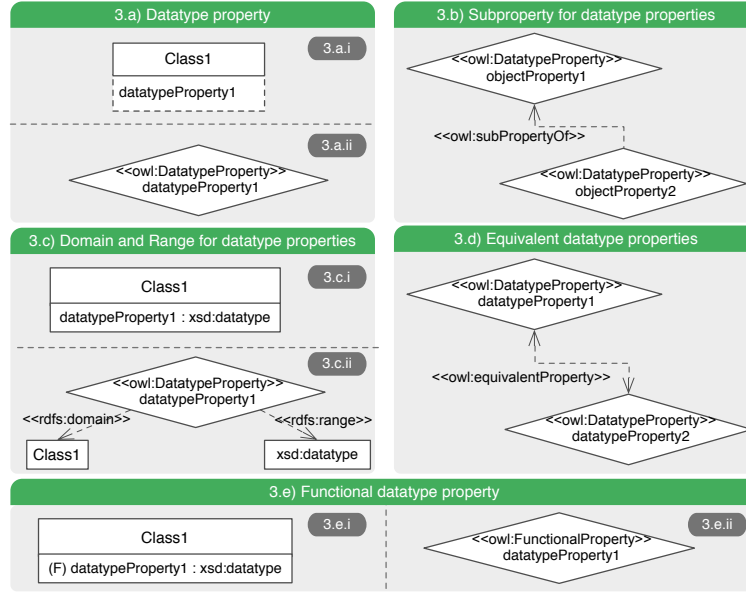 3.a) Datatype property
3.a.i
Class1
datatypeProperty1
3.a.ii
<<owl:DatatypeProperty>>
datatypeProperty1
3.b) Subproperty for datatype properties
<<owl:DatatypeProperty>>
objectProperty1
<<owl:subPropertyOf>>
<<owl:DatatypeProperty>>
objectProperty2
3.c) Domain and Range for datatype properties
3.c.i
Class1
datatypeProperty1 : xsd:datatype
3.c.ii
<<owl:DatatypeProperty>>
datatypeProperty1
<<rdfs:domain>>
<<rdfs:range>>
Class1
xsd:datatype
3.d) Equivalent datatype properties
<<owl:DatatypeProperty>>
datatypeProperty1
<<owl:equivalentProperty>>
<<owl:DatatypeProperty>>
datatypeProperty2
3.e) Functional datatype property
3.e.i
Class1
(F) datatypeProperty1 : xsd:datatype
3.e.ii
<<owl:FunctionalProperty>>
datatypeProperty1